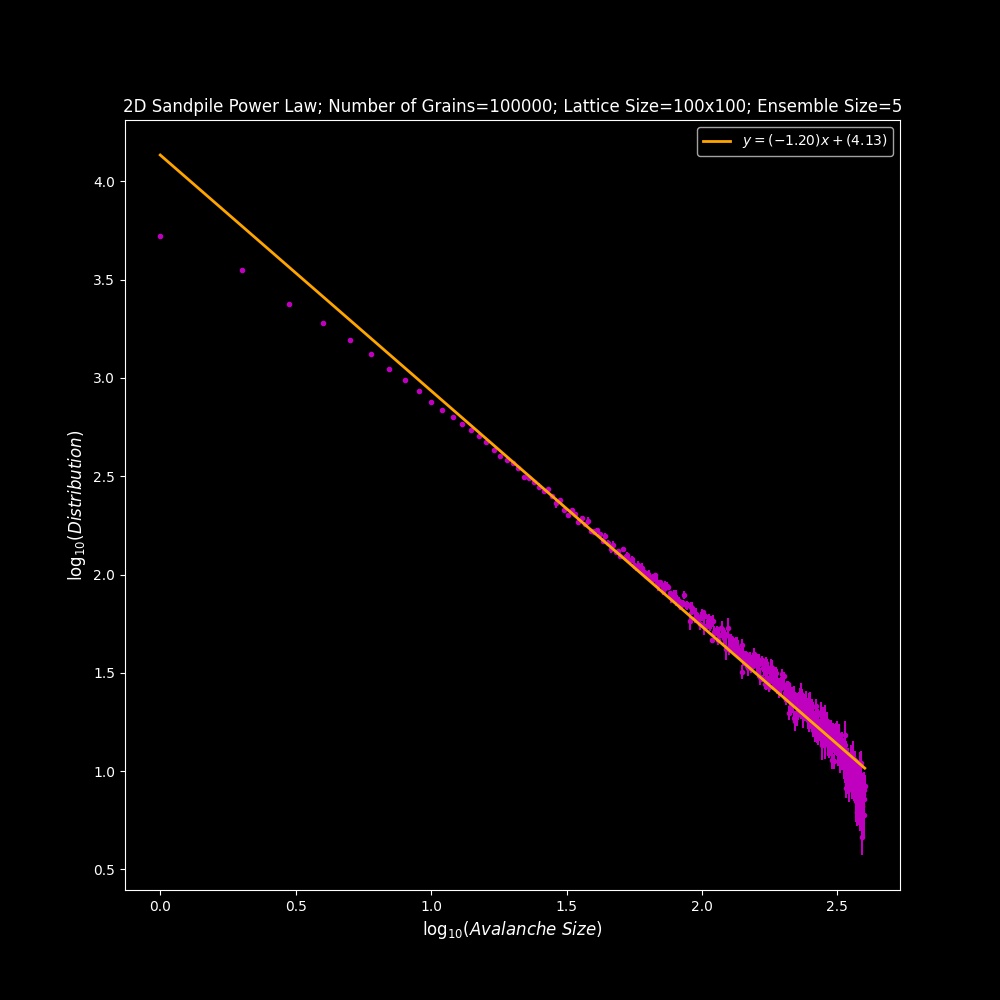 2D Sandpile Power Law; Number of Grains=100000; Lattice Size=100x100; Ensemble Size=5
y = (−1.20)x + (4.13)
4.0
3.5
3.0
2.5
2.0
1.5
1.0
0.5
log₁₀(Distribution)
0.0 0.5 1.0 1.5 2.0 2.5
log₁₀(Avalanche Size)